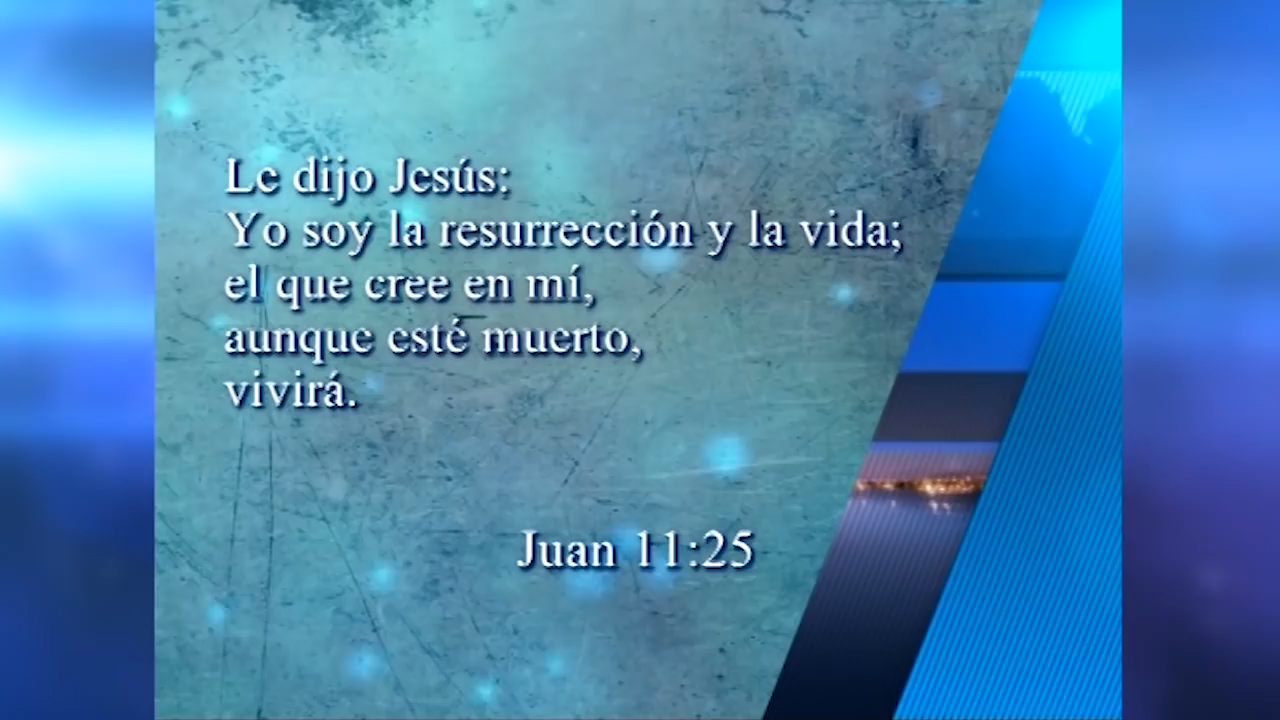 Le dijo Jesús:
Yo soy la resurrección y la vida;
el que cree en mí,
aunque esté muerto,
vivirá.
Juan 11:25